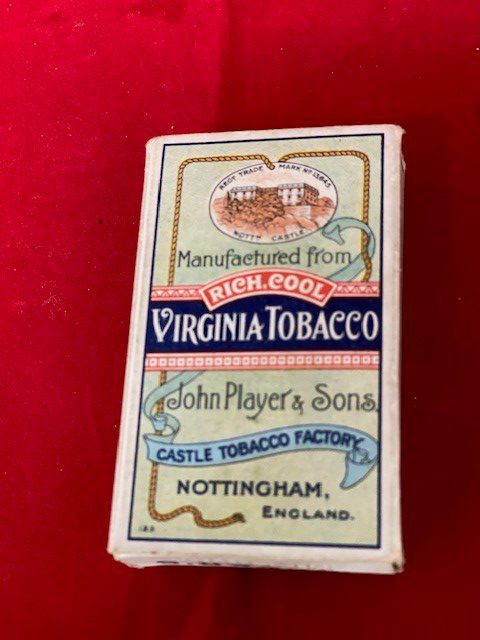 REGD TRADE MARK No 13643
NOTTM CASTLE
Manufactured from
RICH. COOL
VIRGINIA TOBACCO
John Player & Sons,
CASTLE TOBACCO FACTORY,
NOTTINGHAM,
ENGLAND.